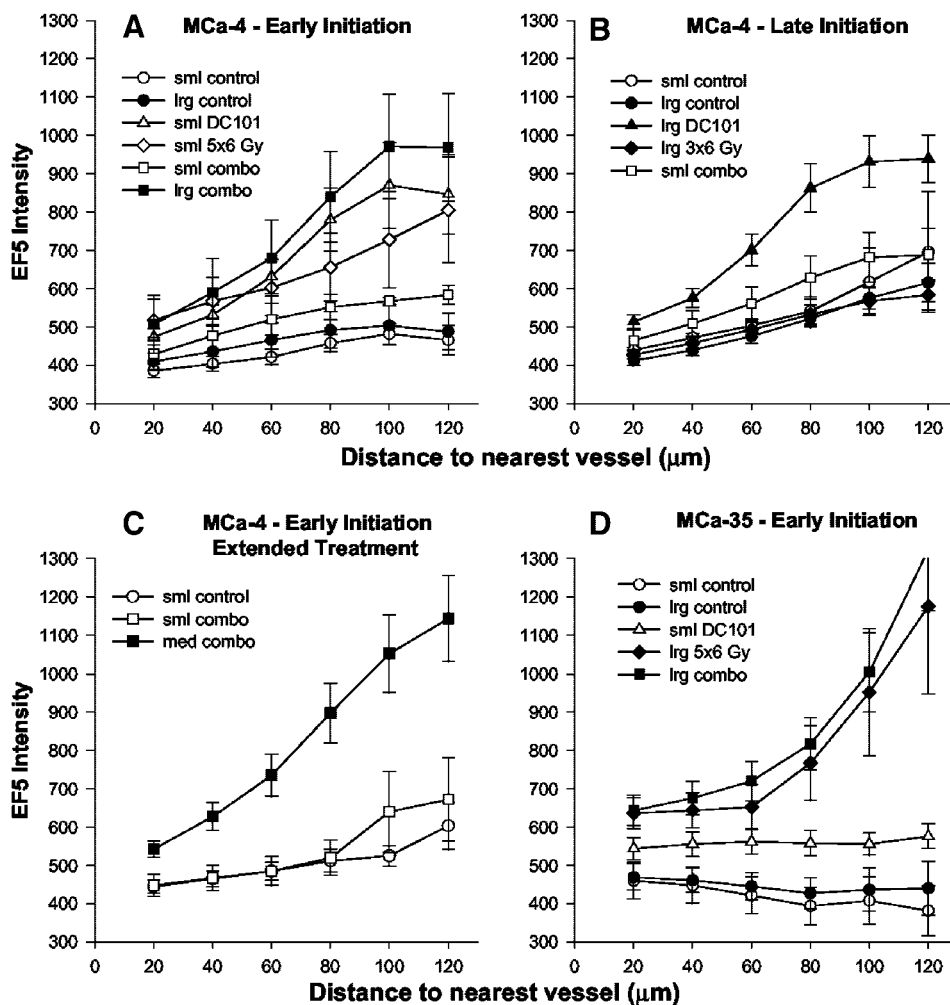 A MCa-4 - Early Initiation
sml control
lrg control
sml DC101
sml 5x6 Gy
sml combo
lrg combo
EF5 Intensity
1300
1200
1100
1000
900
800
700
600
500
400
300
0 20 40 60 80 100 120
B MCa-4 - Late Initiation
sml control
lrg control
lrg DC101
lrg 3x6 Gy
sml combo
1300
1200
1100
1000
900
800
700
600
500
400
300
0 20 40 60 80 100 120
Distance to nearest vessel (µm)
C MCa-4 - Early Initiation
Extended Treatment
sml control
sml combo
med combo
EF5 Intensity
1300
1200
1100
1000
900
800
700
600
500
400
300
0 20 40 60 80 100 120
D MCa-35 - Early Initiation
sml control
lrg control
sml DC101
lrg 5x6 Gy
lrg combo
1300
1200
1100
1000
900
800
700
600
500
400
300
0 20 40 60 80 100 120
Distance to nearest vessel (µm)